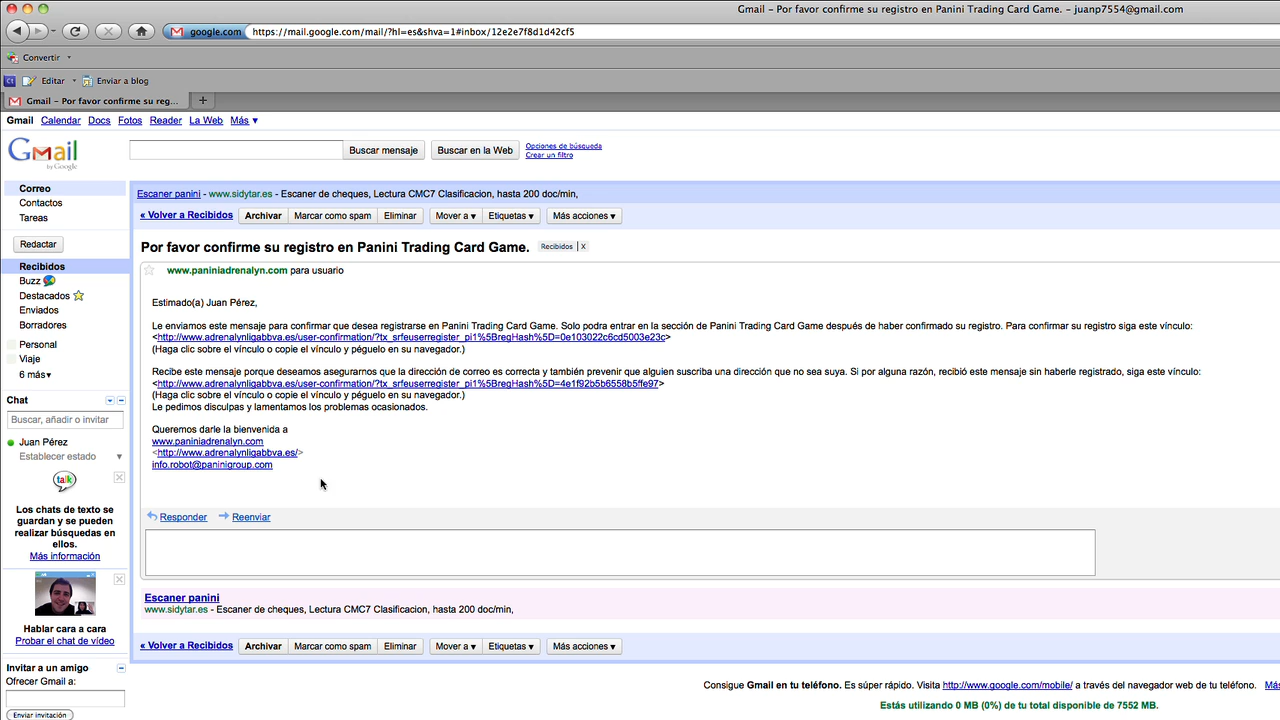 Gmail – Por favor confirme su registro en Panini Trading Card Game. – juanp7554@gmail.com
google.com https://mail.google.com/mail/?hl=es&shva=1#inbox/12e2e7f8d1d42cf5
Convertir
Ct Editar Enviar a blog
Gmail – Por favor confirme su reg... +
Gmail Calendar Docs Fotos Reader La Web Más ▼
Gmail by Google
Buscar mensaje Buscar en la Web Opciones de búsqueda
Crear un filtro
Correo
Contactos
Tareas
Redactar
Recibidos
Buzz
Destacados
Enviados
Borradores
Personal
Viaje
6 más▼
Chat
Buscar, añadir o invitar
Juan Pérez
Establecer estado ▼
talk
Los chats de texto se
guardan y se pueden
realizar búsquedas en
ellos.
Más información
Hablar cara a cara
Probar el chat de vídeo
Invitar a un amigo
Ofrecer Gmail a:
Enviar invitación
Escaner panini - www.sidytar.es - Escaner de cheques, Lectura CMC7 Clasificacion, hasta 200 doc/min,
« Volver a Recibidos Archivar Marcar como spam Eliminar Mover a ▼ Etiquetas ▼ Más acciones ▼
Por favor confirme su registro en Panini Trading Card Game. Recibidos | X
www.paniniadrenalyn.com para usuario
Estimado(a) Juan Pérez,
Le enviamos este mensaje para confirmar que desea registrarse en Panini Trading Card Game. Solo podra entrar en la sección de Panini Trading Card Game después de haber confirmado su registro. Para confirmar su registro siga este vínculo:
<http://www.adrenalynligabbva.es/user-confirmation/?tx_srfeuserregister_pi1%5BregHash%5D=0e103022c6cd5003e23c>
(Haga clic sobre el vínculo o copie el vínculo y péguelo en su navegador.)
Recibe este mensaje porque deseamos asegurarnos que la dirección de correo es correcta y también prevenir que alguien suscriba una dirección que no sea suya. Si por alguna razón, recibió este mensaje sin haberle registrado, siga este vínculo:
<http://www.adrenalynligabbva.es/user-confirmation/?tx_srfeuserregister_pi1%5BregHash%5D=4e1f92b5b6558b5ffe97>
(Haga clic sobre el vínculo o copie el vínculo y péguelo en su navegador.)
Le pedimos disculpas y lamentamos los problemas ocasionados.
Queremos darle la bienvenida a
www.paniniadrenalyn.com
<http://www.adrenalynligabbva.es/>
info.robot@paninigroup.com
Responder Reenviar
Escaner panini
www.sidytar.es - Escaner de cheques, Lectura CMC7 Clasificacion, hasta 200 doc/min,
« Volver a Recibidos Archivar Marcar como spam Eliminar Mover a ▼ Etiquetas ▼ Más acciones ▼
Consigue Gmail en tu teléfono. Es súper rápido. Visita http://www.google.com/mobile/ a través del navegador web de tu teléfono. Más
Estás utilizando 0 MB (0%) de tu total disponible de 7552 MB.